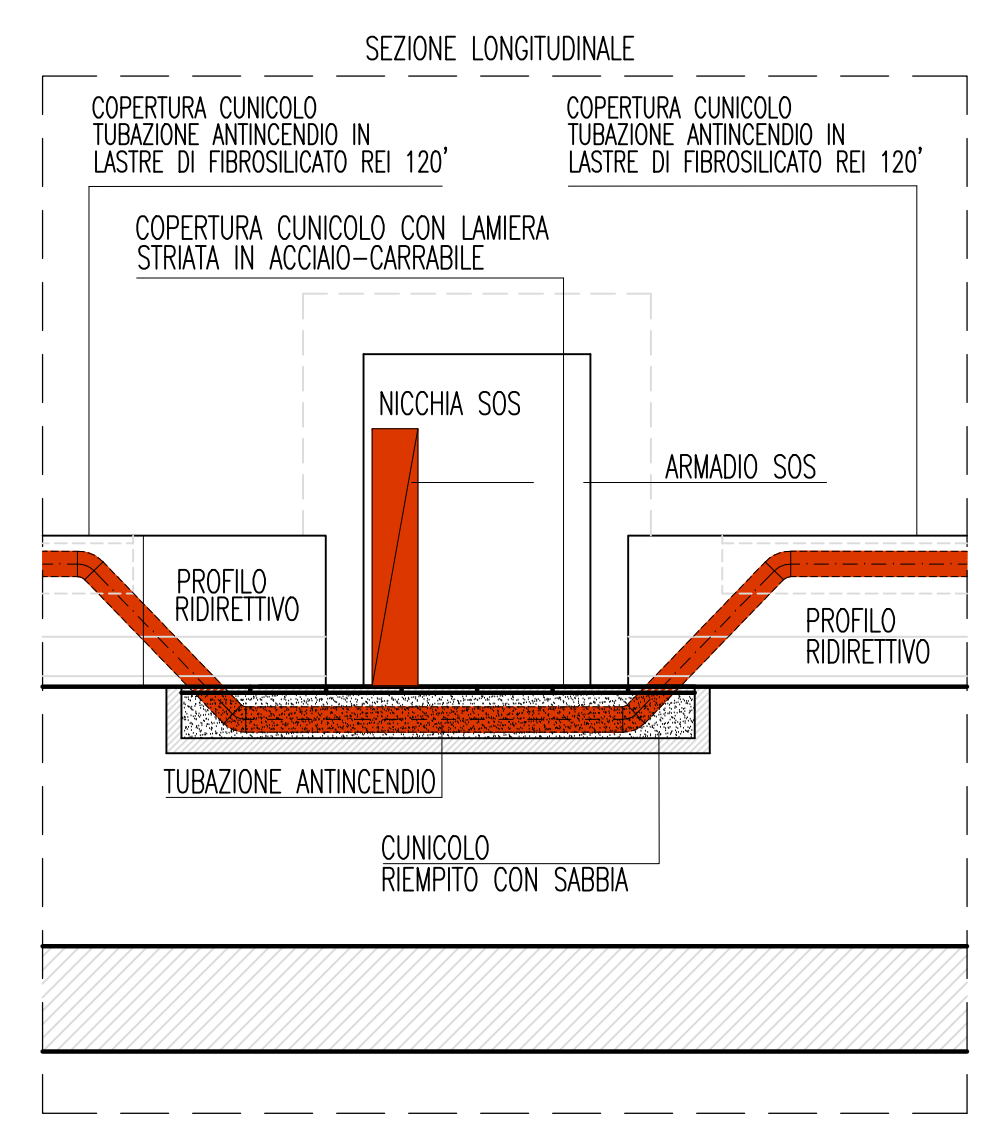 SEZIONE LONGITUDINALE
COPERTURA CUNICOLO
TUBAZIONE ANTINCENDIO IN
LASTRE DI FIBROSILICATO REI 120'
COPERTURA CUNICOLO
TUBAZIONE ANTINCENDIO IN
LASTRE DI FIBROSILICATO REI 120'
COPERTURA CUNICOLO CON LAMIERA
STRIATA IN ACCIAIO-CARRABILE
NICCHIA SOS
ARMADIO SOS
PROFILO
RIDIRETTIVO
PROFILO
RIDIRETTIVO
TUBAZIONE ANTINCENDIO
CUNICOLO
RIEMPITO CON SABBIA